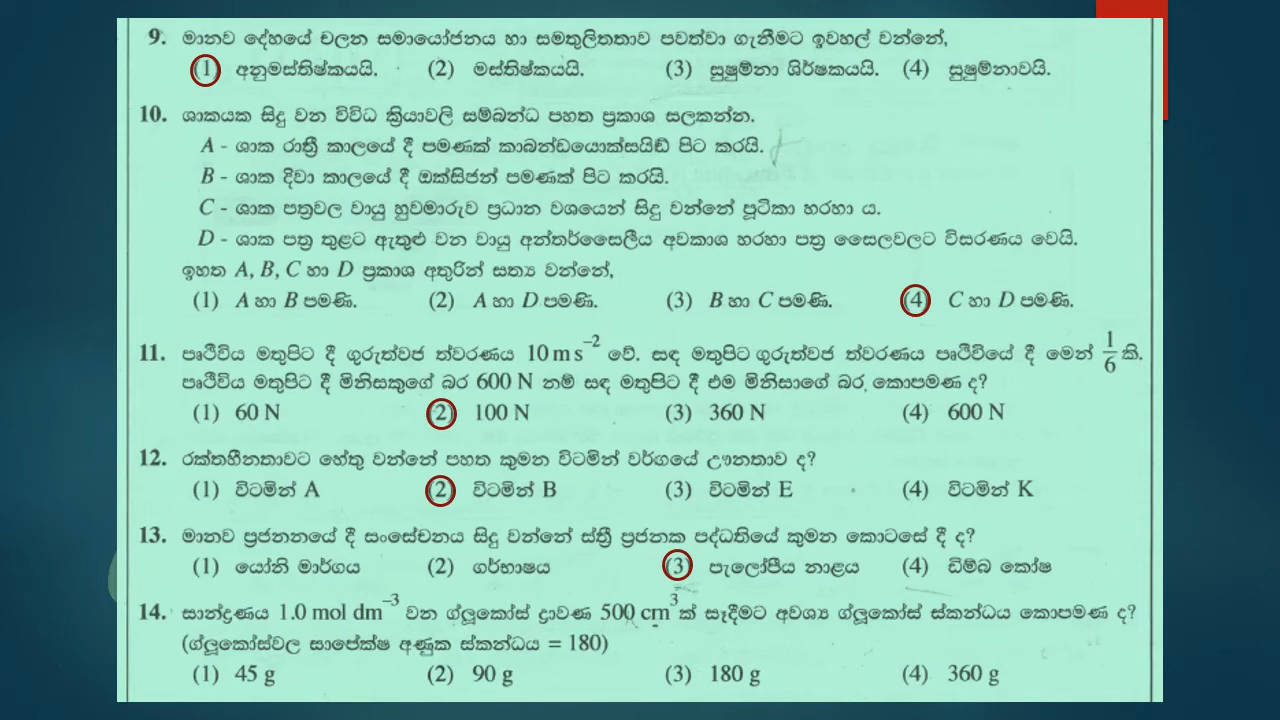 9. මානව දේහයේ චලන සමායෝජනය හා සමතුලිතතාව පවත්වා ගැනීමට ඉවහල් වන්නේ,
(1) අනුමස්තිෂ්කයයි. (2) මස්තිෂ්කයයි. (3) සුෂුම්නා ශීර්ෂකයයි. (4) සුෂුම්නාවයි.
10. ශාකයක සිදු වන විවිධ ක්‍රියාවලි සම්බන්ධ පහත ප්‍රකාශ සලකන්න.
A - ශාක රාත්‍රී කාලයේ දී පමණක් කාබන්ඩයොක්සයිඩ් පිට කරයි.
B - ශාක දිවා කාලයේ දී ඔක්සිජන් පමණක් පිට කරයි.
C - ශාක පත්‍රවල වායු හුවමාරුව ප්‍රධාන වශයෙන් සිදු වන්නේ පූටිකා හරහා ය.
D - ශාක පත්‍ර තුළට ඇතුළු වන වායු අන්තර්සෛලීය අවකාශ හරහා පත්‍ර සෛලවලට විසරණය වෙයි.
ඉහත A, B, C හා D ප්‍රකාශ අතුරින් සත්‍ය වන්නේ,
(1) A හා B පමණි. (2) A හා D පමණි. (3) B හා C පමණි. (4) C හා D පමණි.
11. පෘථිවිය මතුපිට දී ගුරුත්වජ ත්වරණය 10 m s⁻² වේ. සඳ මතුපිට ගුරුත්වජ ත්වරණය පෘථිවියේ දී මෙන් 1/6 කි.
පෘථිවිය මතුපිට දී මිනිසකුගේ බර 600 N නම් සඳ මතුපිට දී එම මිනිසාගේ බර කොපමණ ද?
(1) 60 N (2) 100 N (3) 360 N (4) 600 N
12. රක්තහීනතාවට හේතු වන්නේ පහත කුමන විටමින් වර්ගයේ ඌනතාව ද?
(1) විටමින් A (2) විටමින් B (3) විටමින් E (4) විටමින් K
13. මානව ප්‍රජනනයේ දී සංසේචනය සිදු වන්නේ ස්ත්‍රී ප්‍රජනක පද්ධතියේ කුමන කොටසේ දී ද?
(1) යෝනි මාර්ගය (2) ගර්භාෂය (3) පැලෝපීය නාළය (4) ඩිම්බ කෝෂ
14. සාන්ද්‍රණය 1.0 mol dm⁻³ වන ග්ලූකෝස් ද්‍රාවණ 500 cm³ ක් සෑදීමට අවශ්‍ය ග්ලූකෝස් ස්කන්ධය කොපමණ ද?
(ග්ලූකෝස්වල සාපේක්ෂ අණුක ස්කන්ධය = 180)
(1) 45 g (2) 90 g (3) 180 g (4) 360 g